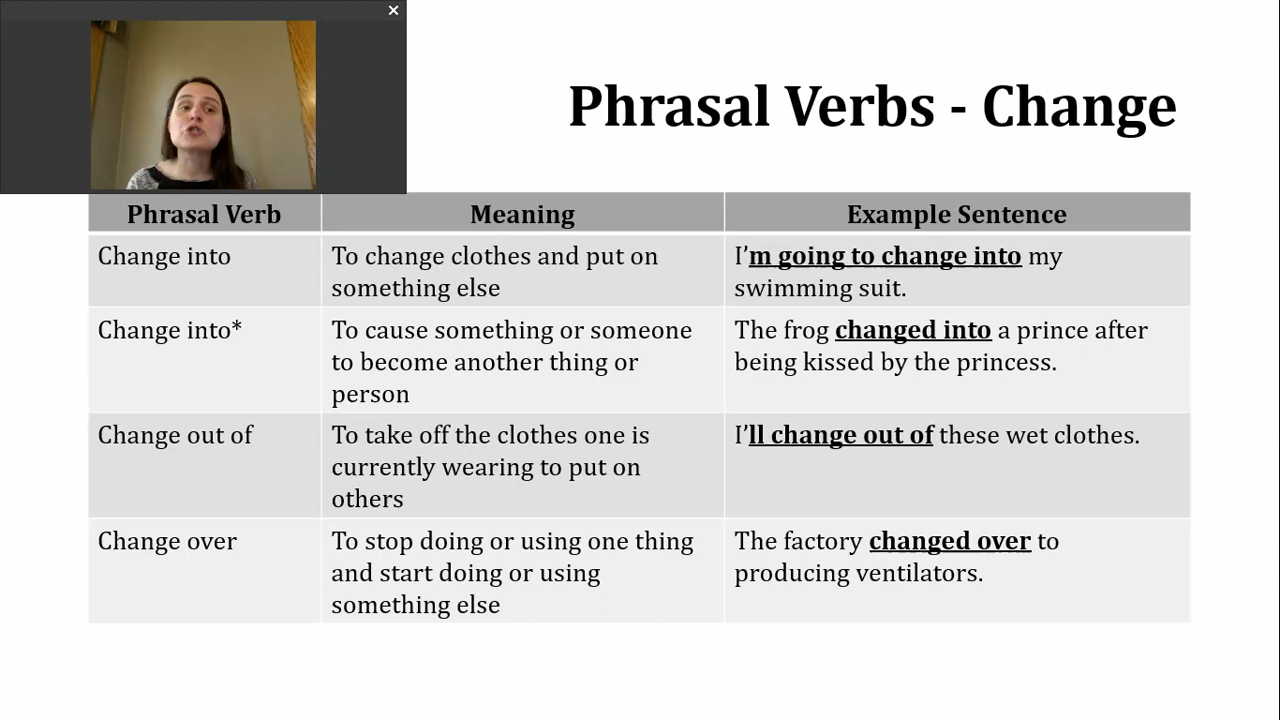 Phrasal Verbs - Change
Phrasal Verb
Meaning
Example Sentence
Change into
To change clothes and put on
something else
I'm going to change into my
swimming suit.
Change into*
To cause something or someone
to become another thing or
person
The frog changed into a prince after
being kissed by the princess.
Change out of
To take off the clothes one is
currently wearing to put on
others
I'll change out of these wet clothes.
Change over
To stop doing or using one thing
and start doing or using
something else
The factory changed over to
producing ventilators.